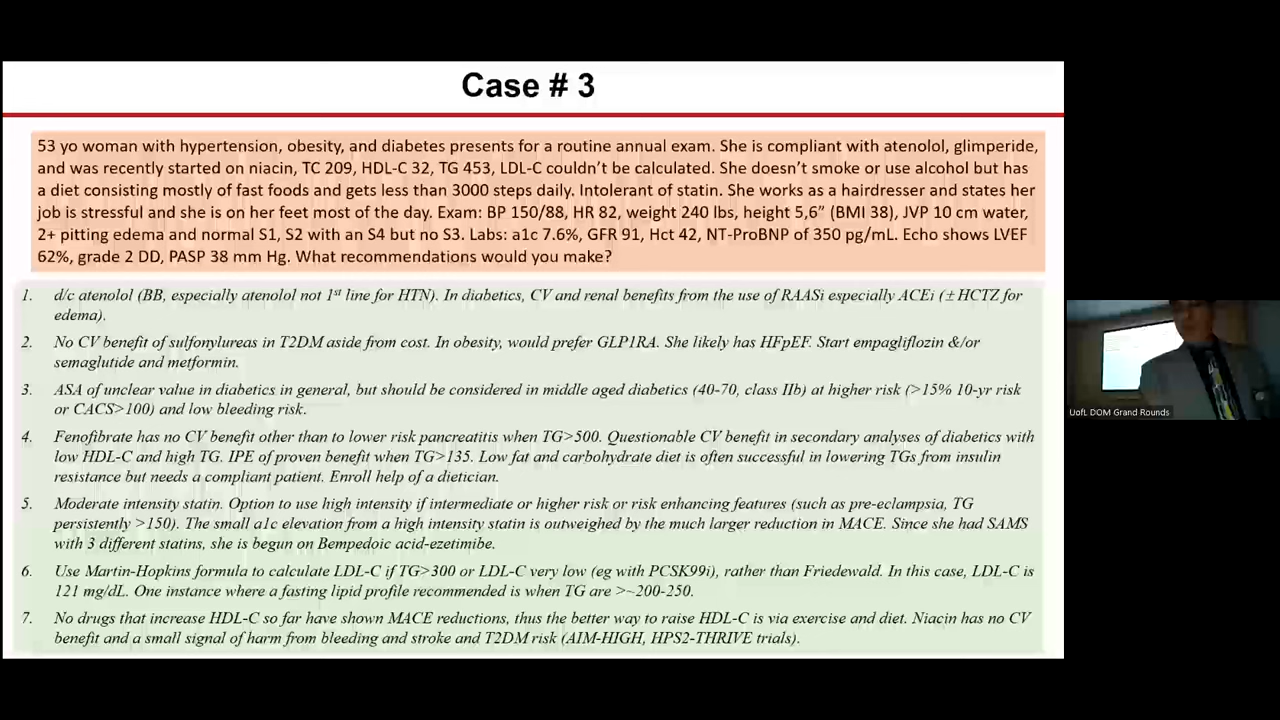 Case # 3
53 yo woman with hypertension, obesity, and diabetes presents for a routine annual exam. She is compliant with atenolol, glimperide,
and was recently started on niacin, TC 209, HDL-C 32, TG 453, LDL-C couldn't be calculated. She doesn't smoke or use alcohol but has
a diet consisting mostly of fast foods and gets less than 3000 steps daily. Intolerant of statin. She works as a hairdresser and states her
job is stressful and she is on her feet most of the day. Exam: BP 150/88, HR 82, weight 240 lbs, height 5,6” (BMI 38), JVP 10 cm water,
2+ pitting edema and normal S1, S2 with an S4 but no S3. Labs: a1c 7.6%, GFR 91, Hct 42, NT-ProBNP of 350 pg/mL. Echo shows LVEF
62%, grade 2 DD, PASP 38 mm Hg. What recommendations would you make?
1. d/c atenolol (BB, especially atenolol not 1st line for HTN). In diabetics, CV and renal benefits from the use of RAASi especially ACEi (± HCTZ for
edema).
2. No CV benefit of sulfonylureas in T2DM aside from cost. In obesity, would prefer GLP1RA. She likely has HFpEF. Start empagliflozin &/or
semaglutide and metformin.
3. ASA of unclear value in diabetics in general, but should be considered in middle aged diabetics (40-70, class IIb) at higher risk (>15% 10-yr risk
or CACS>100) and low bleeding risk.
4. Fenofibrate has no CV benefit other than to lower risk pancreatitis when TG>500. Questionable CV benefit in secondary analyses of diabetics with
low HDL-C and high TG. IPE of proven benefit when TG>135. Low fat and carbohydrate diet is often successful in lowering TGs from insulin
resistance but needs a compliant patient. Enroll help of a dietician.
5. Moderate intensity statin. Option to use high intensity if intermediate or higher risk or risk enhancing features (such as pre-eclampsia, TG
persistently >150). The small a1c elevation from a high intensity statin is outweighed by the much larger reduction in MACE. Since she had SAMS
with 3 different statins, she is begun on Bempedoic acid-ezetimibe.
6. Use Martin-Hopkins formula to calculate LDL-C if TG>300 or LDL-C very low (eg with PCSK99i), rather than Friedewald. In this case, LDL-C is
121 mg/dL. One instance where a fasting lipid profile recommended is when TG are >~200-250.
7. No drugs that increase HDL-C so far have shown MACE reductions, thus the better way to raise HDL-C is via exercise and diet. Niacin has no CV
benefit and a small signal of harm from bleeding and stroke and T2DM risk (AIM-HIGH, HPS2-THRIVE trials).
UofL DOM Grand Rounds